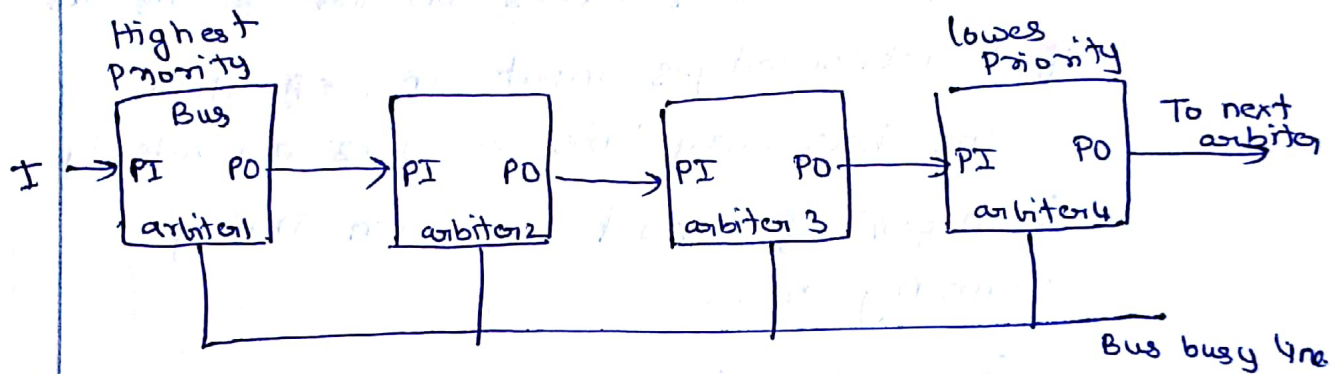 Highest
Priority
lowes
Priority
Bus
To next
arbiter
I
PI PO
PI PO
PI PO
PI PO
arbiter1
arbiter2
arbiter 3
arbiter4
Bus busy line